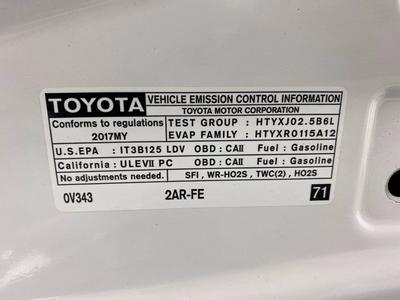 TOYOTA VEHICLE EMISSION CONTROL INFORMATION
TOYOTA MOTOR CORPORATION
Conforms to regulations TEST GROUP : HTYXJ02.5B6L
2017MY EVAP FAMILY : HTYXR0115A12
U.S.EPA : IT3B125 LDV OBD : CAII Fuel : Gasoline
California : ULEVII PC OBD : CAII Fuel : Gasoline
No adjustments needed. SFI , WR-HO2S , TWC(2) , HO2S
0V343 2AR-FE 71